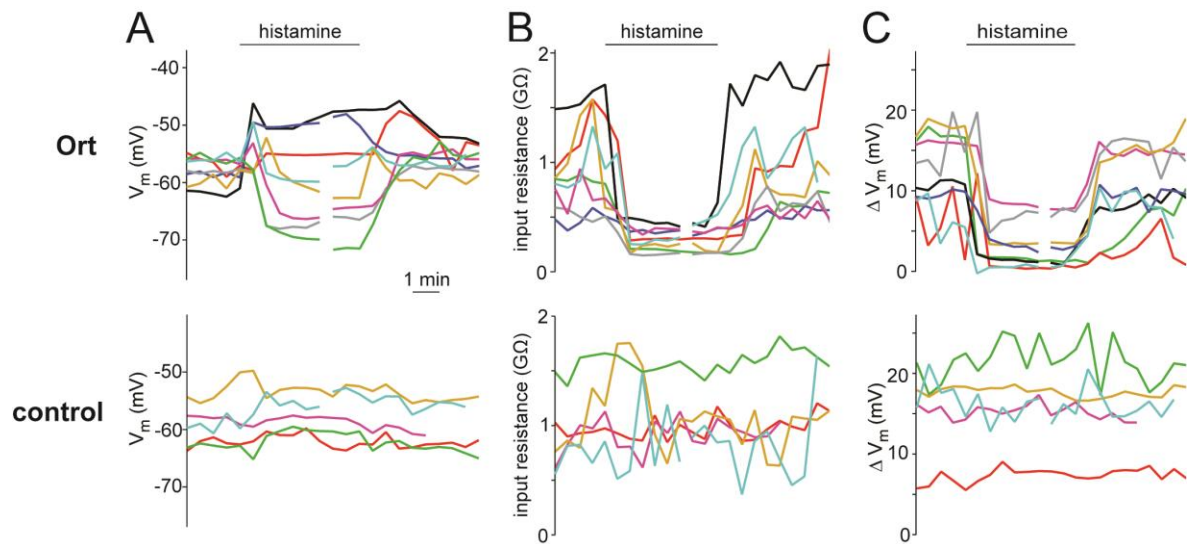 A
B
C
histamine
histamine
histamine
Ort
V_m (mV)
-40
-50
-60
-70
1 min
input resistance (GΩ)
2
1
0
Δ V_m (mV)
20
10
0
control
V_m (mV)
-50
-60
-70
input resistance (GΩ)
2
1
0
Δ V_m (mV)
20
10
0